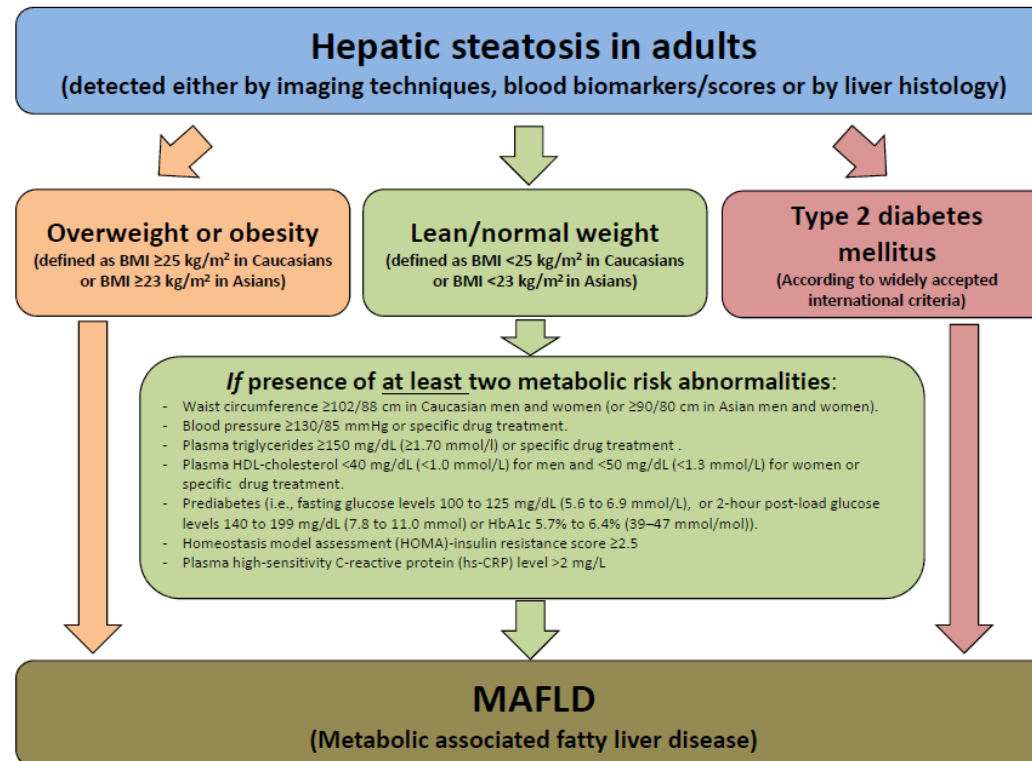 Hepatic steatosis in adults
(detected either by imaging techniques, blood biomarkers/scores or by liver histology)
Overweight or obesity
(defined as BMI ≥25 kg/m² in Caucasians
or BMI ≥23 kg/m² in Asians)
Lean/normal weight
(defined as BMI <25 kg/m² in Caucasians
or BMI <23 kg/m² in Asians)
Type 2 diabetes
mellitus
(According to widely accepted
international criteria)
If presence of at least two metabolic risk abnormalities:
- Waist circumference ≥102/88 cm in Caucasian men and women (or ≥90/80 cm in Asian men and women).
- Blood pressure ≥130/85 mmHg or specific drug treatment.
- Plasma triglycerides ≥150 mg/dL (≥1.70 mmol/l) or specific drug treatment .
- Plasma HDL-cholesterol <40 mg/dL (<1.0 mmol/L) for men and <50 mg/dL (<1.3 mmol/L) for women or
specific drug treatment.
- Prediabetes (i.e., fasting glucose levels 100 to 125 mg/dL (5.6 to 6.9 mmol/L), or 2-hour post-load glucose
levels 140 to 199 mg/dL (7.8 to 11.0 mmol) or HbA1c 5.7% to 6.4% (39–47 mmol/mol)).
- Homeostasis model assessment (HOMA)-insulin resistance score ≥2.5
- Plasma high-sensitivity C-reactive protein (hs-CRP) level >2 mg/L
MAFLD
(Metabolic associated fatty liver disease)